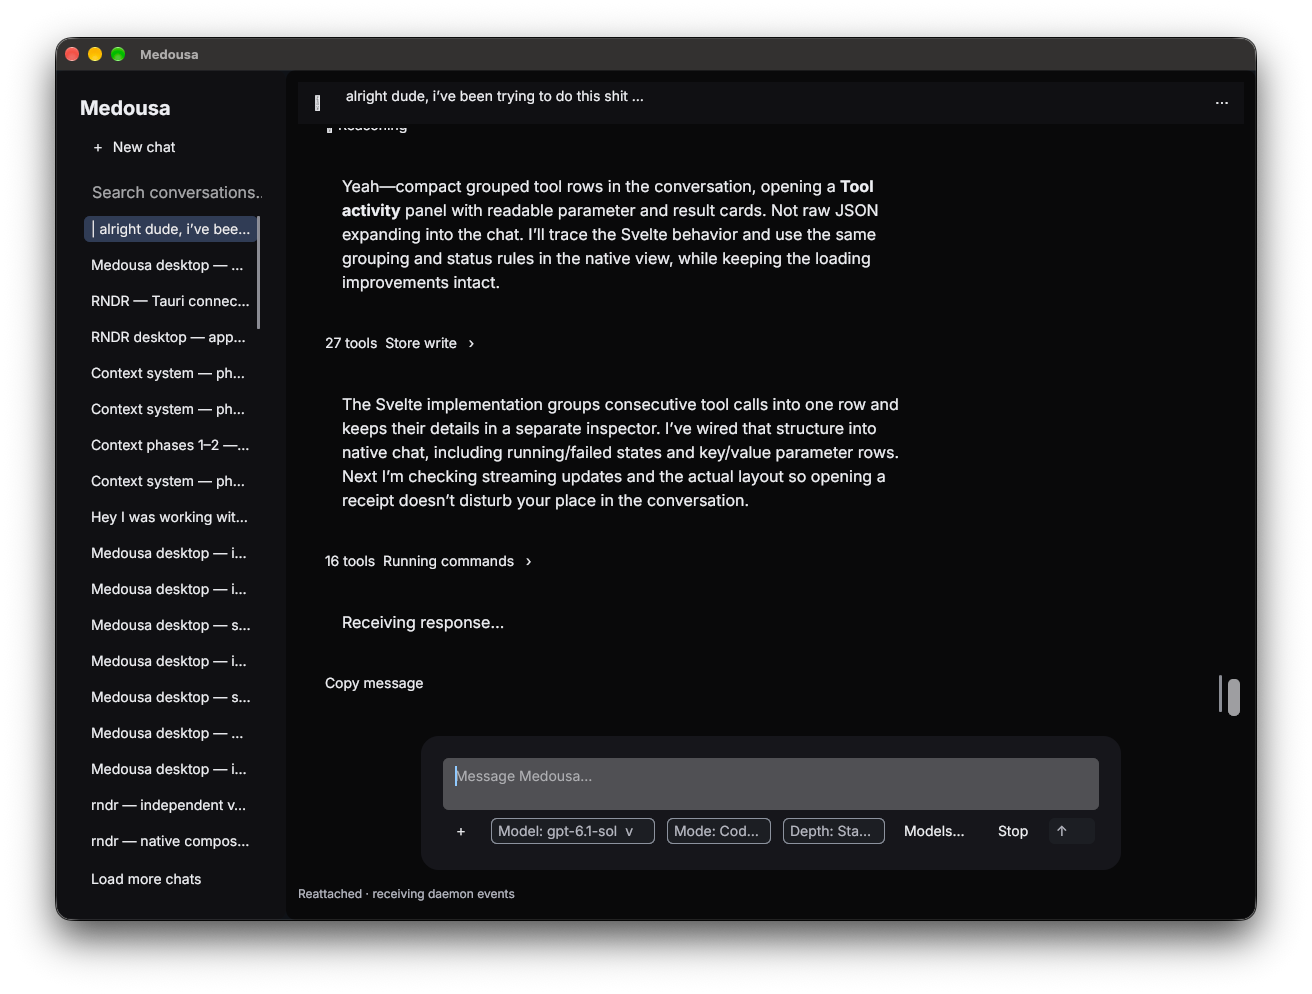 Medousa
Medousa
+ New chat
Search conversations..
alright dude, i’ve bee...
Medousa desktop — ...
RNDR — Tauri connec...
RNDR desktop — app...
Context system — ph...
Context system — ph...
Context phases 1–2 —...
Context system — ph...
Hey I was working wit...
Medousa desktop — i...
Medousa desktop — i...
Medousa desktop — s...
Medousa desktop — i...
Medousa desktop — s...
Medousa desktop — ...
Medousa desktop — i...
rndr — independent v...
rndr — native compos...
Load more chats
alright dude, i’ve been trying to do this shit ...
...
Reasoning
Yeah—compact grouped tool rows in the conversation, opening a Tool
activity panel with readable parameter and result cards. Not raw JSON
expanding into the chat. I’ll trace the Svelte behavior and use the same
grouping and status rules in the native view, while keeping the loading
improvements intact.
27 tools Store write ›
The Svelte implementation groups consecutive tool calls into one row and
keeps their details in a separate inspector. I’ve wired that structure into
native chat, including running/failed states and key/value parameter rows.
Next I’m checking streaming updates and the actual layout so opening a
receipt doesn’t disturb your place in the conversation.
16 tools Running commands ›
Receiving response...
Copy message
Message Medousa...
+ Model: gpt-6.1-sol v Mode: Cod... Depth: Sta... Models... Stop ↑
Reattached · receiving daemon events